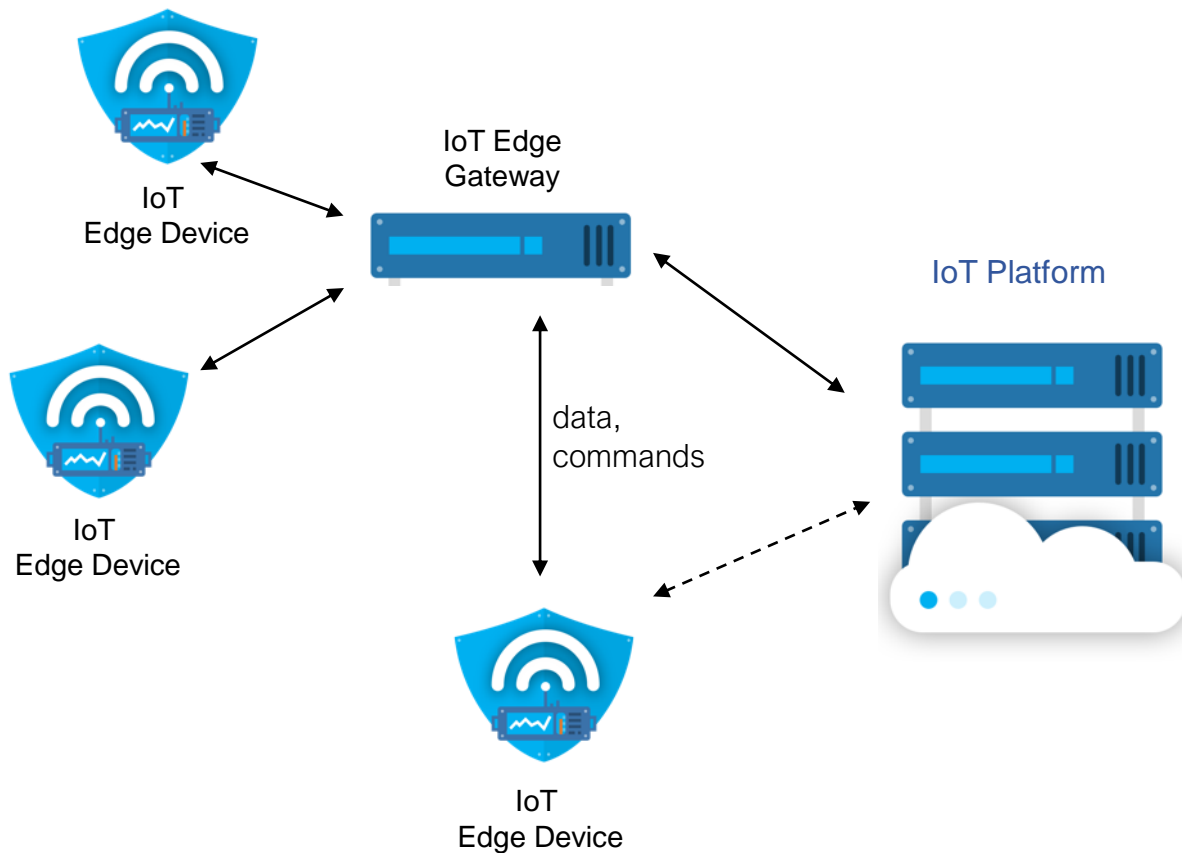 IoT
Edge Device
IoT Edge
Gateway
IoT Platform
IoT
Edge Device
data,
commands
IoT
Edge Device